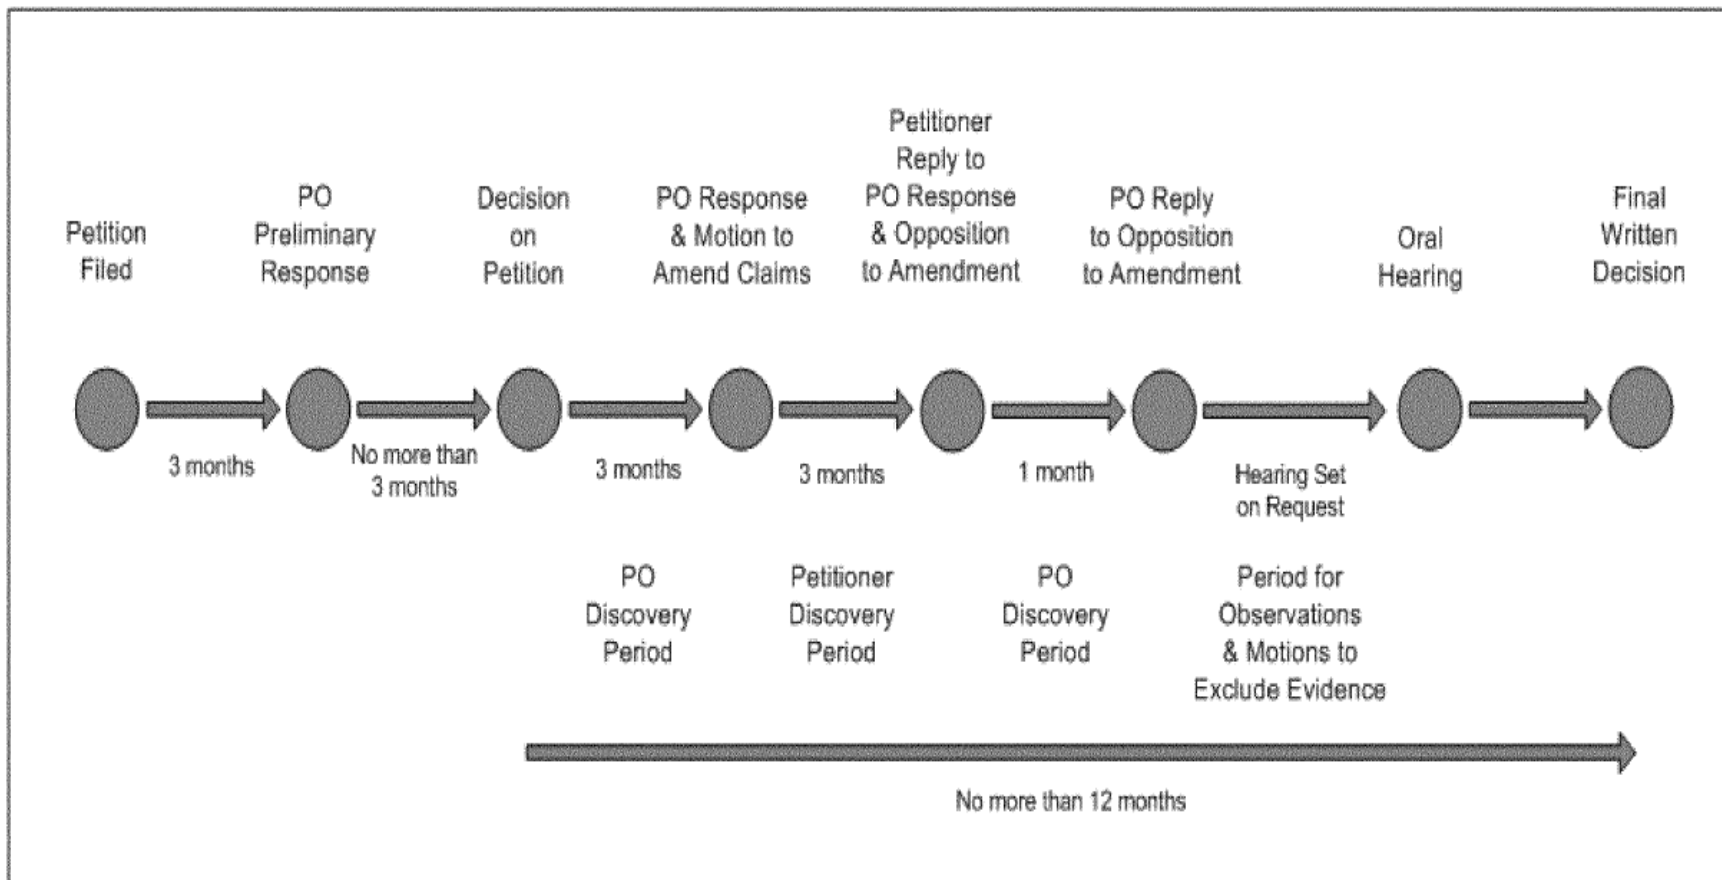 Petition
Filed
PO
Preliminary
Response
Decision
on
Petition
PO Response
& Motion to
Amend Claims
Petitioner
Reply to
PO Response
& Opposition
to Amendment
PO Reply
to Opposition
to Amendment
Oral
Hearing
Final
Written
Decision
3 months
No more than
3 months
3 months
3 months
1 month
Hearing Set
on Request
PO
Discovery
Period
Petitioner
Discovery
Period
PO
Discovery
Period
Period for
Observations
& Motions to
Exclude Evidence
No more than 12 months